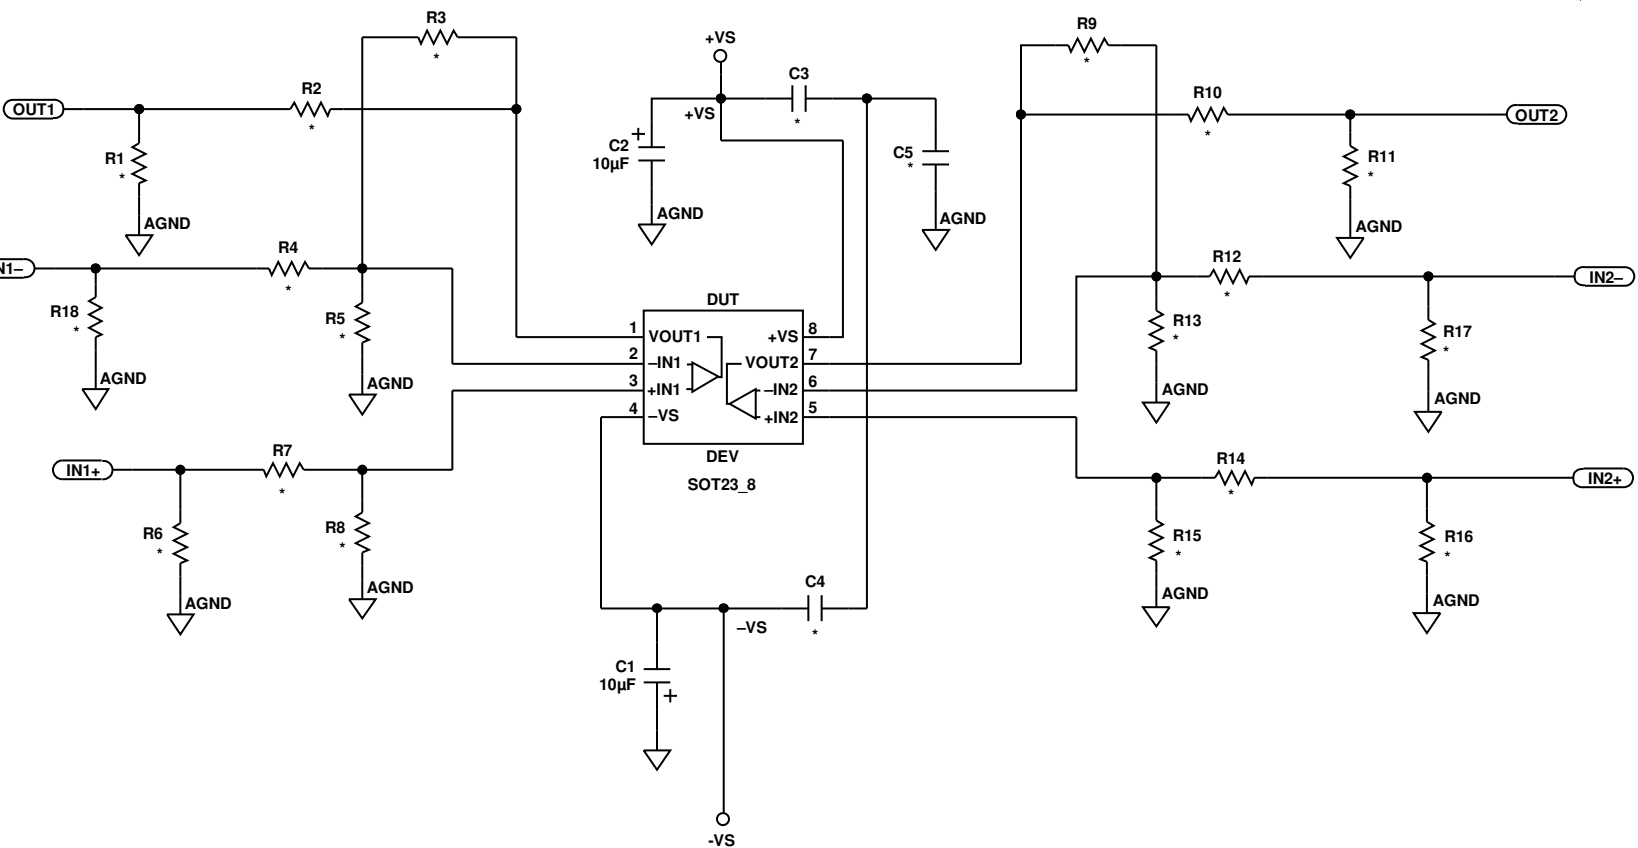 R3
*
+VS
R9
*
C3
*
OUT1
R2
*
+VS
R10
*
OUT2
R1
*
C2
10µF
+
C5
*
R11
*
AGND
AGND
AGND
AGND
N1–
R4
*
R12
*
IN2–
R18
*
R5
*
DUT
R13
*
R17
*
1
VOUT1
+VS
8
2
–IN1
VOUT2
7
3
+IN1
–IN2
6
4
–VS
+IN2
5
AGND
AGND
AGND
AGND
DEV
SOT23_8
IN1+
R7
*
R14
*
IN2+
R6
*
R8
*
R15
*
R16
*
AGND
AGND
AGND
AGND
C4
*
–VS
C1
10µF
+
-VS